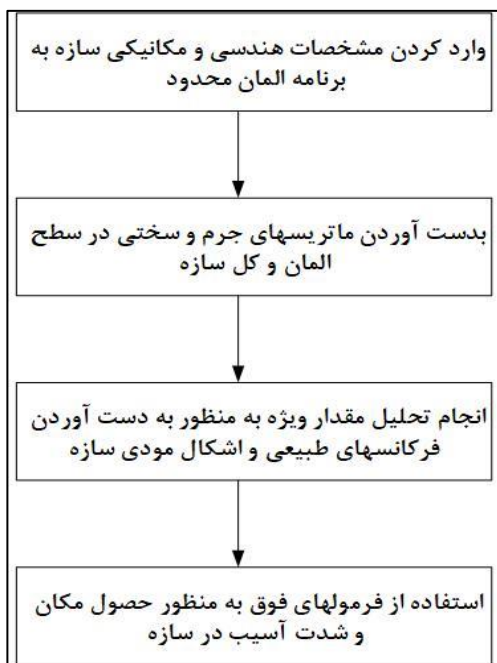 وارد کردن مشخصات هندسی و مکانیکی سازه به
برنامه المان محدود
بدست آوردن ماتریسهای جرم و سختی در سطح
المان و کل سازه
انجام تحلیل مقدار ویژه به منظور به دست آوردن
فرکانسهای طبیعی و اشکال مودی سازه
استفاده از فرمولهای فوق به منظور حصول مکان
و شدت آسیب در سازه